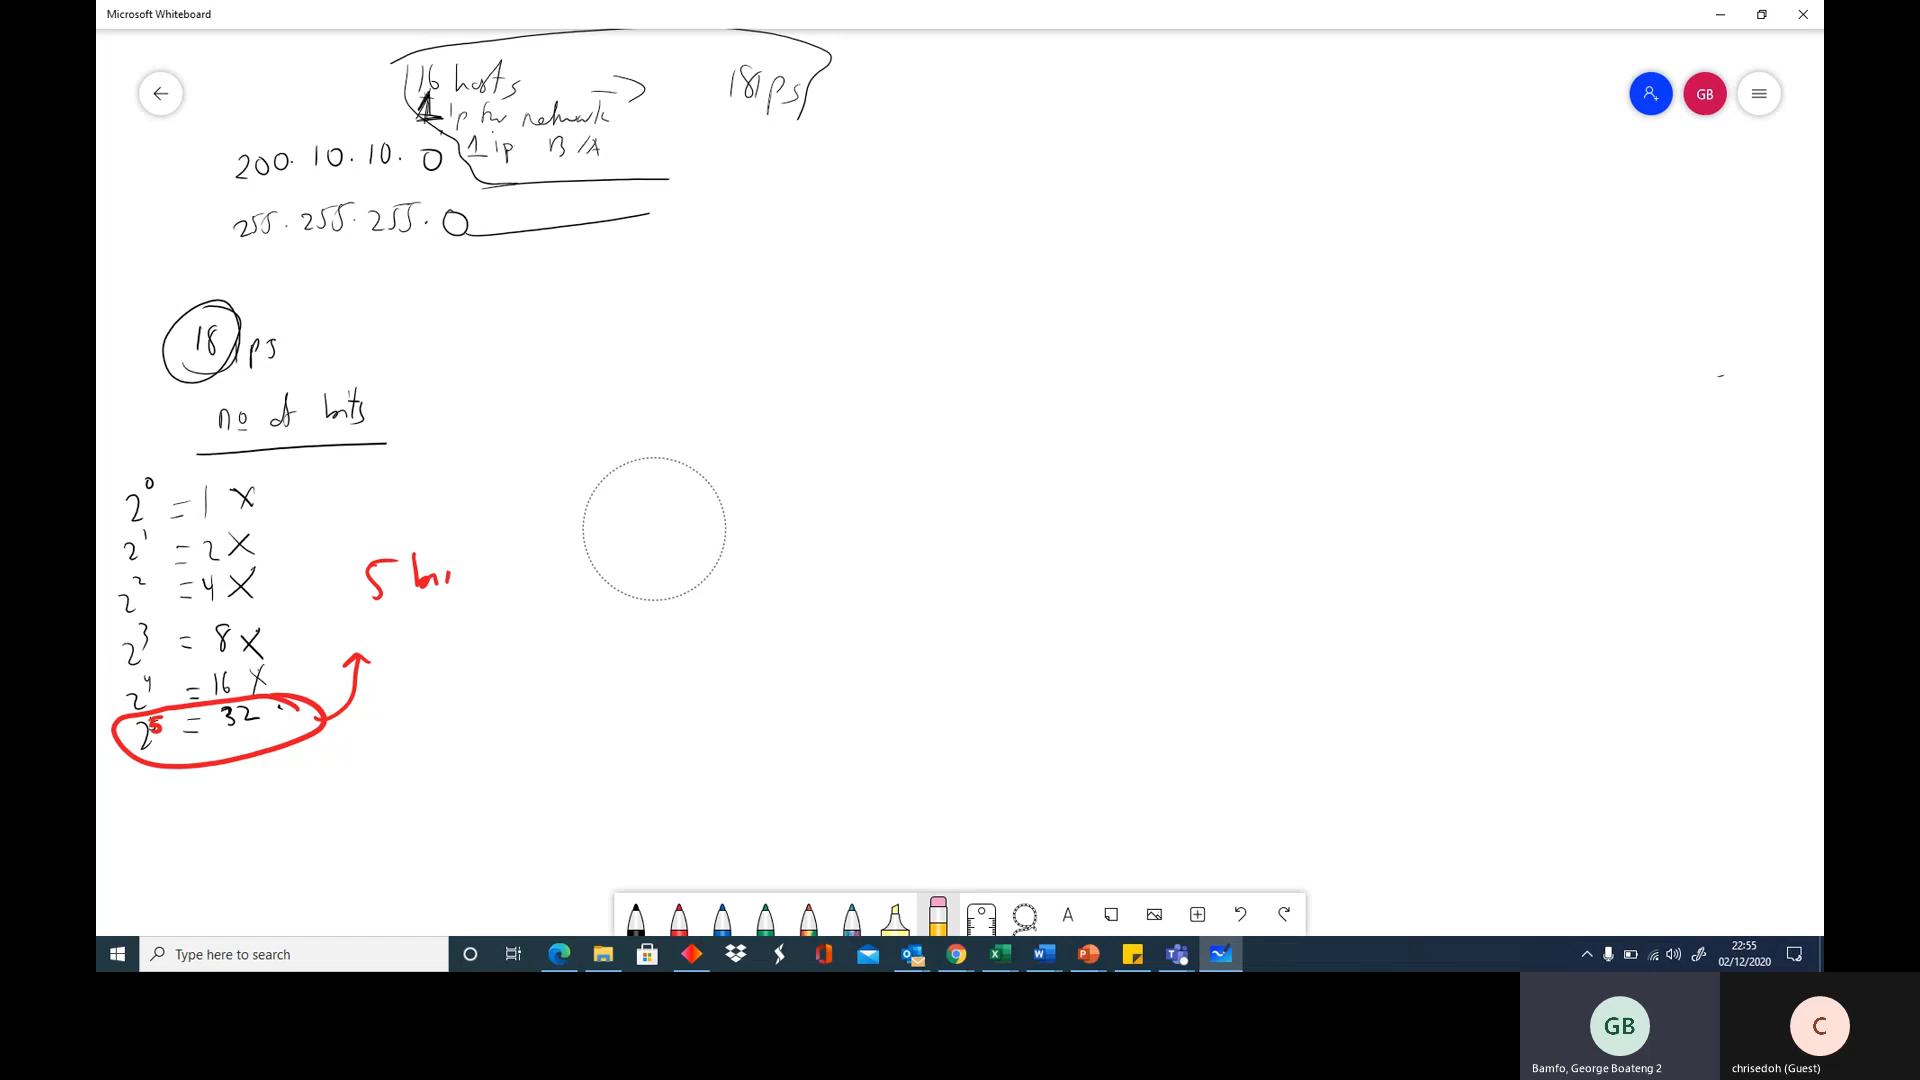 Microsoft Whiteboard
16 hosts → 18 ips
1 ip for network
1 ip B/A
200.10.10.0
255.255.255.0
GB
18 ips
no of bits
2^0 = 1 X
2^1 = 2 X
2^2 = 4 X
5 bi
2^3 = 8 X
2^4 = 16 X
2^5 = 32
A
Type here to search
22:55
02/12/2020
GB
C
Bamfo, George Boateng 2
chrisedoh (Guest)